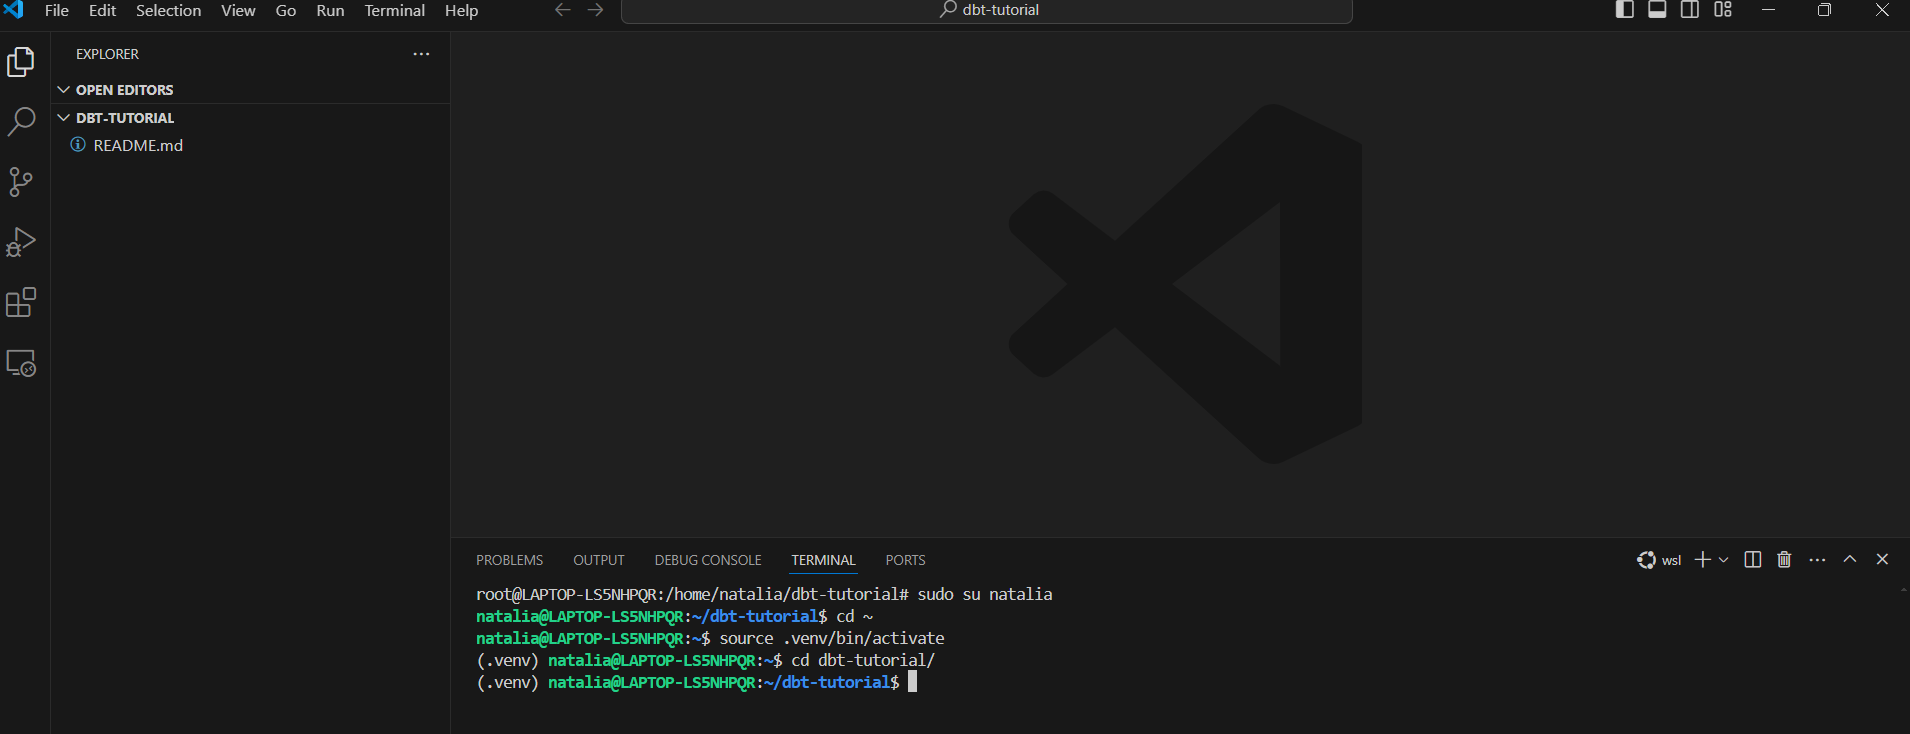 File Edit Selection View Go Run Terminal Help
dbt-tutorial
EXPLORER
OPEN EDITORS
DBT-TUTORIAL
README.md
PROBLEMS OUTPUT DEBUG CONSOLE TERMINAL PORTS
wsl
root@LAPTOP-LS5NHPQR:/home/natalia/dbt-tutorial# sudo su natalia
natalia@LAPTOP-LS5NHPQR:~/dbt-tutorial$ cd ~
natalia@LAPTOP-LS5NHPQR:~$ source .venv/bin/activate
(.venv) natalia@LAPTOP-LS5NHPQR:~$ cd dbt-tutorial/
(.venv) natalia@LAPTOP-LS5NHPQR:~/dbt-tutorial$